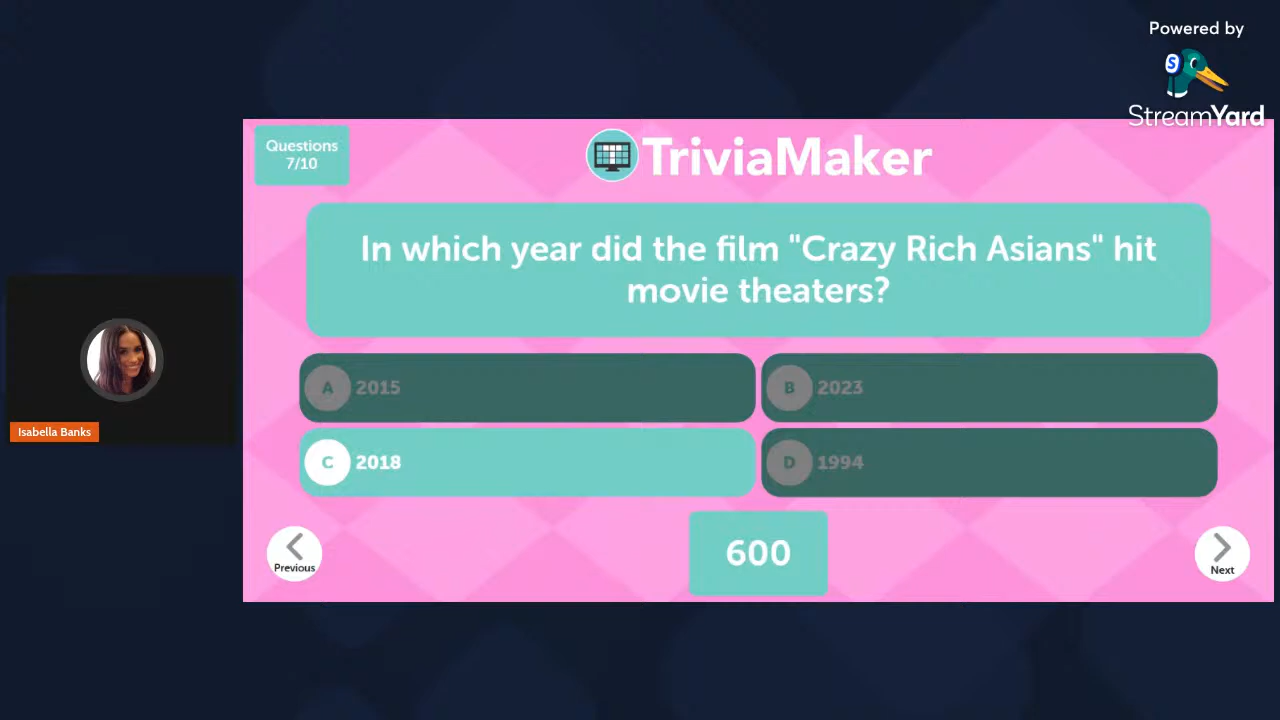 Powered by
S
StreamYard
Questions
7/10
TriviaMaker
In which year did the film "Crazy Rich Asians" hit
movie theaters?
A 2015
B 2023
C 2018
D 1994
Isabella Banks
600
Previous
Next